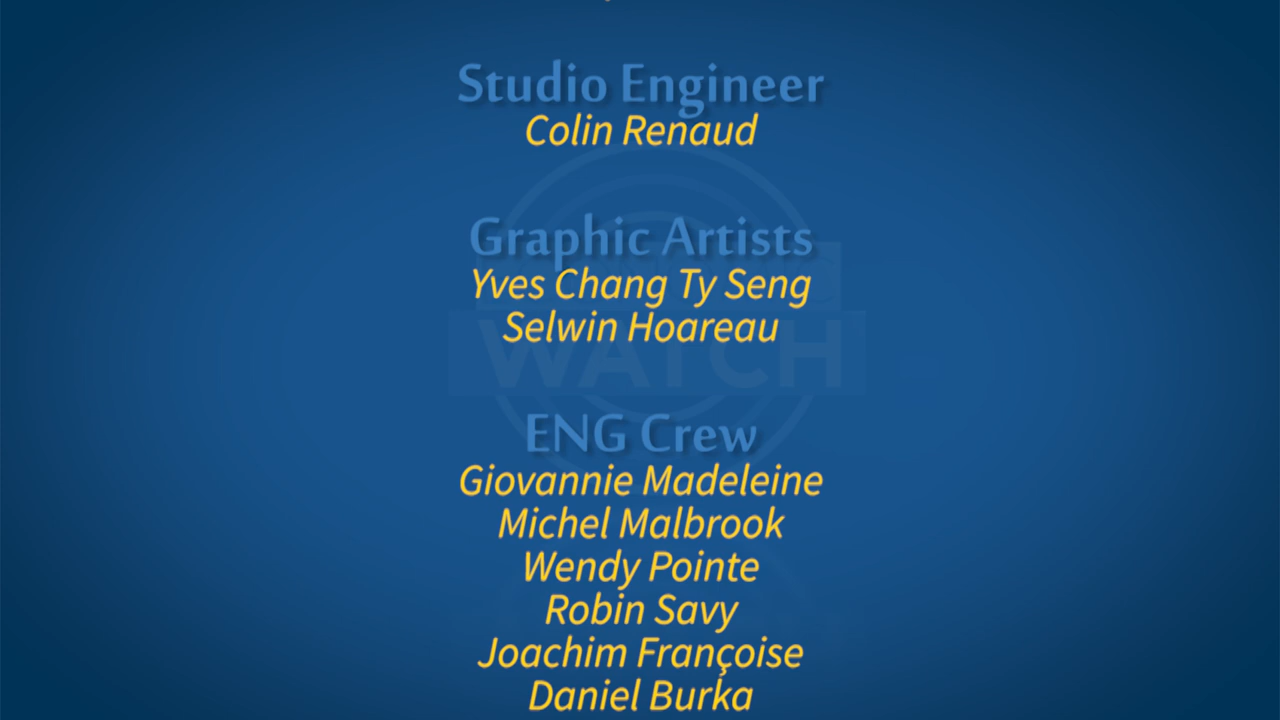 Studio Engineer
Colin Renaud
Graphic Artists
Yves Chang Ty Seng
Selwin Hoareau
WATCH
ENG Crew
Giovannie Madeleine
Michel Malbrook
Wendy Pointe
Robin Savy
Joachim Françoise
Daniel Burka